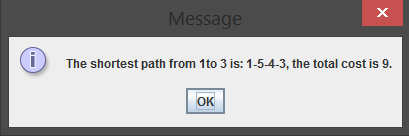 Message
The shortest path from 1to 3 is: 1-5-4-3, the total cost is 9.
OK